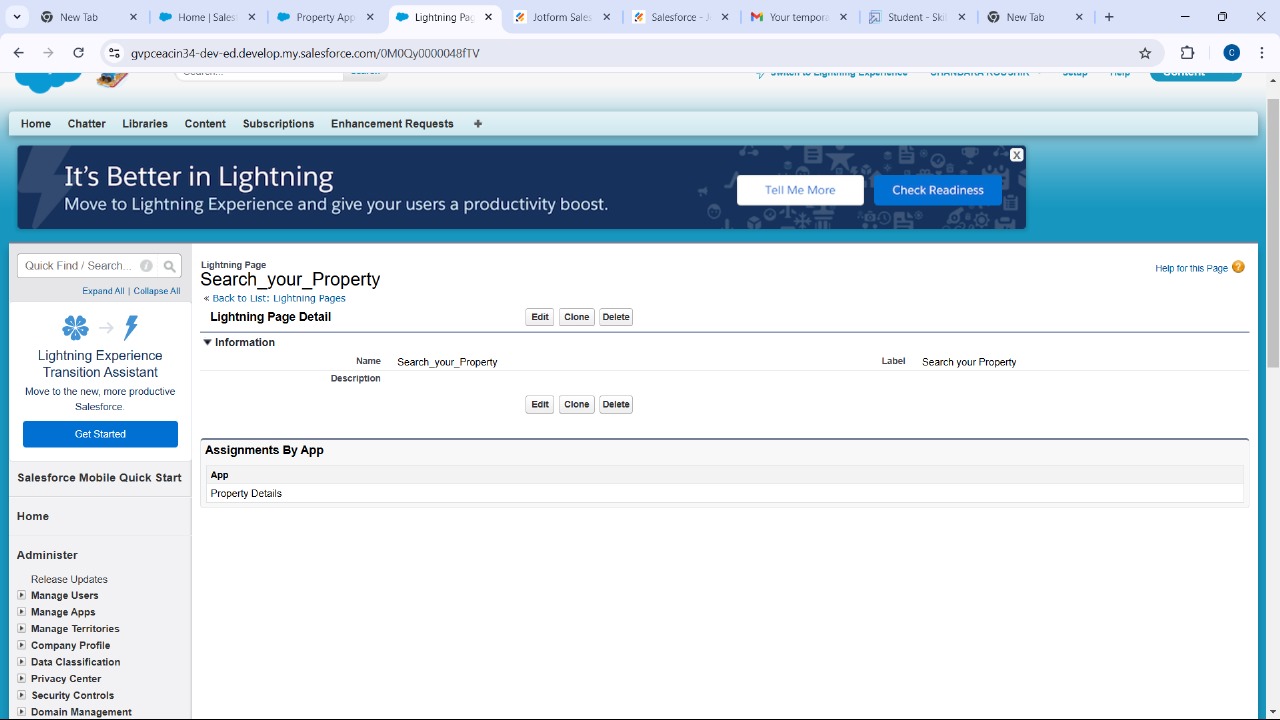 New Tab
Home | Sales
Property App
Lightning Pag
Jotform Sales
Salesforce - J
Your tempora
Student - Ski
New Tab
gvpceacin34-dev-ed.develop.my.salesforce.com/0M0Qy0000048fTV
C
Search...
Search
Switch to Lightning Experience
Setup
Help
Content
Home
Chatter
Libraries
Content
Subscriptions
Enhancement Requests
+
It's Better in Lightning
Move to Lightning Experience and give your users a productivity boost.
Tell Me More
Check Readiness
X
Quick Find / Search...
Expand All | Collapse All
Lightning Experience
Transition Assistant
Move to the new, more productive
Salesforce.
Get Started
Salesforce Mobile Quick Start
Home
Administer
Release Updates
Manage Users
Manage Apps
Manage Territories
Company Profile
Data Classification
Privacy Center
Security Controls
Domain Management
Lightning Page
Search_your_Property
« Back to List: Lightning Pages
Help for this Page
Lightning Page Detail
Edit
Clone
Delete
Information
Name
Search_your_Property
Label
Search your Property
Description
Edit
Clone
Delete
Assignments By App
App
Property Details